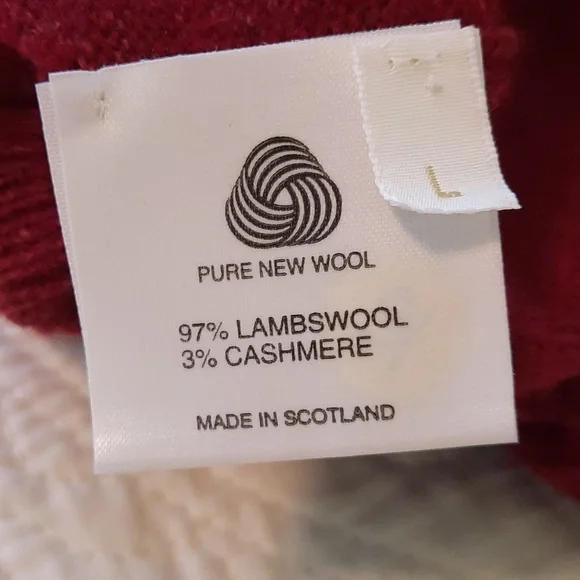 L
PURE NEW WOOL
97% LAMBSWOOL
3% CASHMERE
MADE IN SCOTLAND